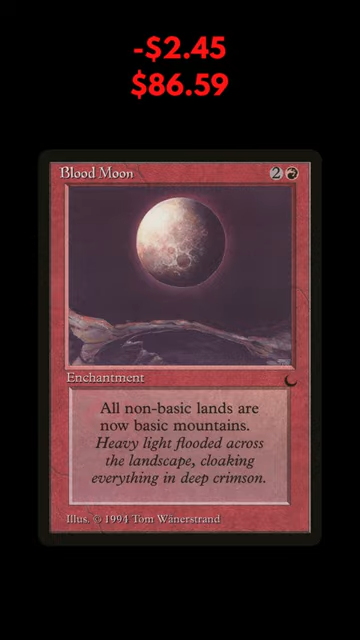 -$2.45
$86.59
Blood Moon
2
Enchantment
All non-basic lands are
now basic mountains.
Heavy light flooded across
the landscape, cloaking
everything in deep crimson.
Illus. © 1994 Tom Wänerstrand